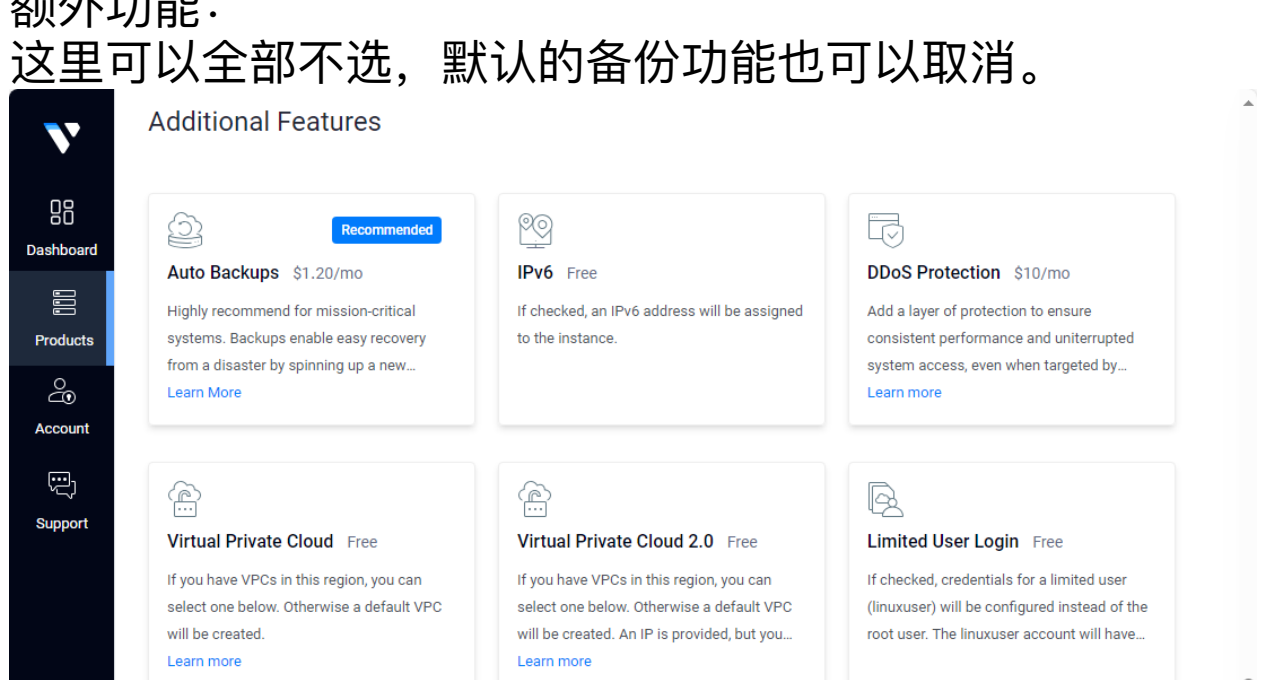 额外功能：
这里可以全部不选，默认的备份功能也可以取消。
Additional Features
Dashboard
Products
Account
Support
Recommended
Auto Backups $1.20/mo
Highly recommend for mission-critical
systems. Backups enable easy recovery
from a disaster by spinning up a new...
Learn More
IPv6 Free
If checked, an IPv6 address will be assigned
to the instance.
DDoS Protection $10/mo
Add a layer of protection to ensure
consistent performance and uniterrupted
system access, even when targeted by...
Learn more
Virtual Private Cloud Free
If you have VPCs in this region, you can
select one below. Otherwise a default VPC
will be created.
Learn more
Virtual Private Cloud 2.0 Free
If you have VPCs in this region, you can
select one below. Otherwise a default VPC
will be created. An IP is provided, but you...
Learn more
Limited User Login Free
If checked, credentials for a limited user
(linuxuser) will be configured instead of the
root user. The linuxuser account will have...